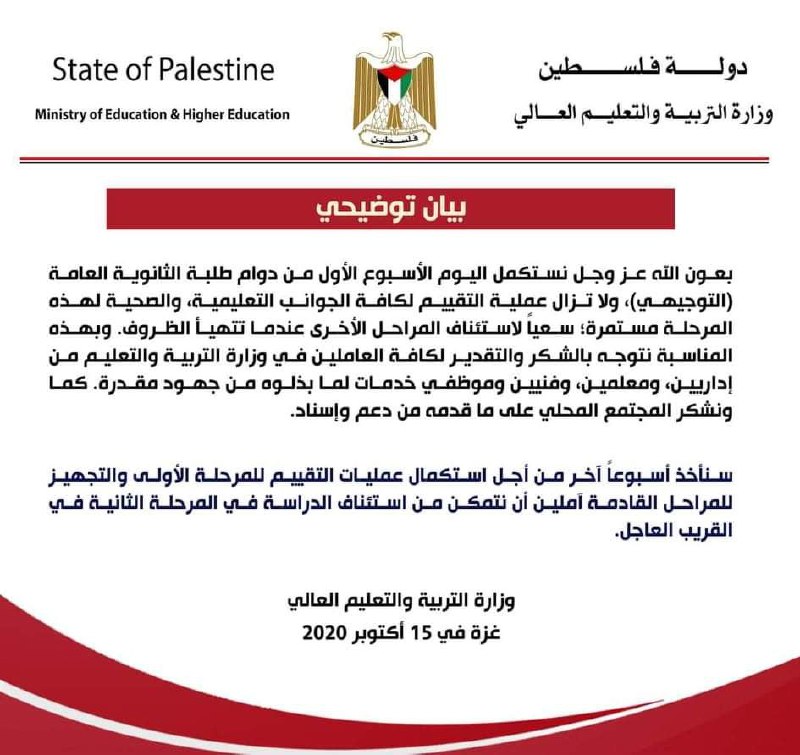 State of Palestine
Ministry of Education & Higher Education
دولة فلسطين
وزارة التربية والتعليم العالي
فلسطين
بيان توضيحي
بعون الله عز وجل نستكمل اليوم الأسبوع الأول من دوام طلبة الثانوية العامة
(التوجيهي)، ولا تزال عملية التقييم لكافة الجوانب التعليمية، والصحية لهذه
المرحلة مستمرة؛ سعياً لاستئناف المراحل الأخرى عندما تتهيأ الظروف. وبهذه
المناسبة نتوجه بالشكر والتقدير لكافة العاملين في وزارة التربية والتعليم من
إداريين، ومعلمين، وفنيين وموظفي خدمات لما بذلوه من جهود مقدرة. كما
ونشكر المجتمع المحلي على ما قدمه من دعم وإسناد.
سنأخذ أسبوعاً آخر من أجل استكمال عمليات التقييم للمرحلة الأولى والتجهيز
للمراحل القادمة آملين أن نتمكن من استئناف الدراسة في المرحلة الثانية في
القريب العاجل.
وزارة التربية والتعليم العالي
غزة في 15 أكتوبر 2020